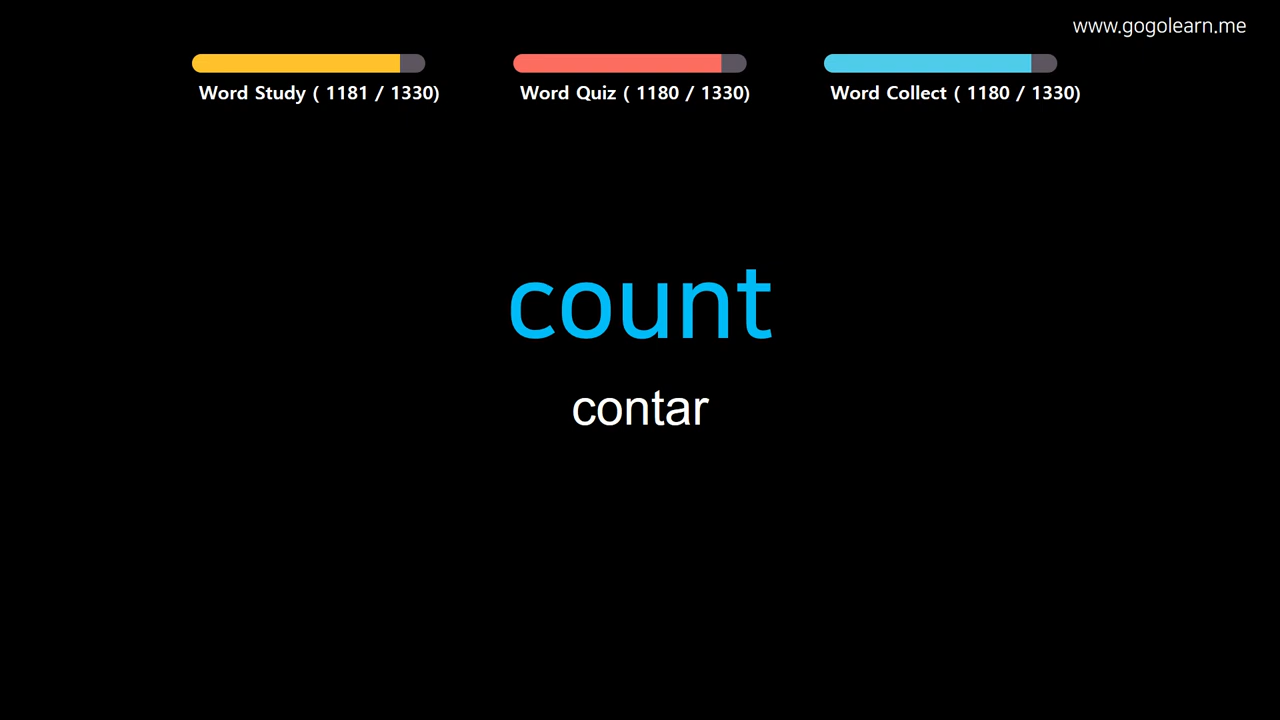 www.gogolearn.me
Word Study ( 1181 / 1330)
Word Quiz ( 1180 / 1330)
Word Collect ( 1180 / 1330)
count
contar